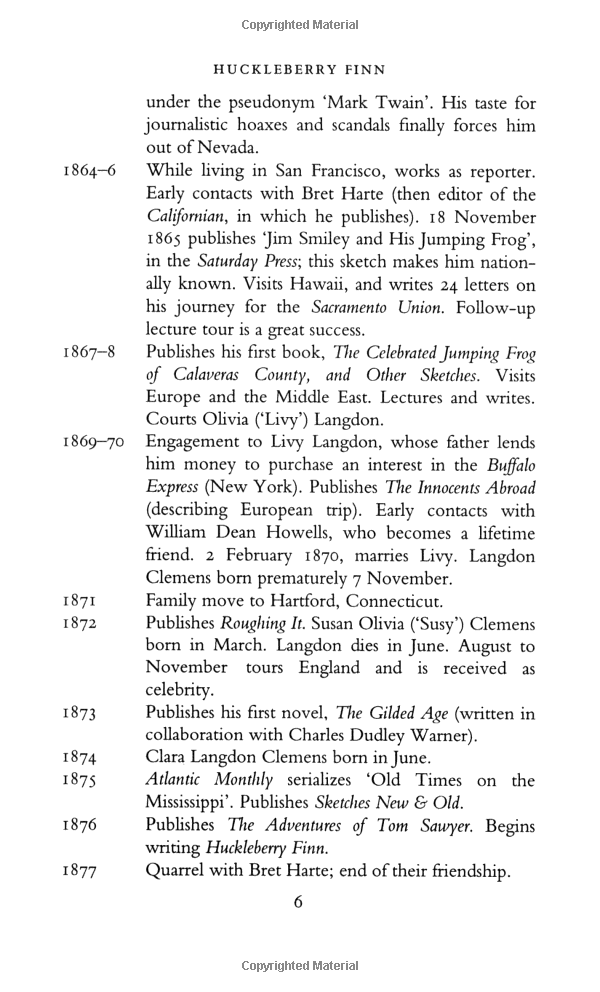 Copyrighted Material
HUCKLEBERRY FINN
under the pseudonym ‘Mark Twain’. His taste for
journalistic hoaxes and scandals finally forces him
out of Nevada.
1864–6 While living in San Francisco, works as reporter.
Early contacts with Bret Harte (then editor of the
Californian, in which he publishes). 18 November
1865 publishes ‘Jim Smiley and His Jumping Frog’,
in the Saturday Press; this sketch makes him nation-
ally known. Visits Hawaii, and writes 24 letters on
his journey for the Sacramento Union. Follow-up
lecture tour is a great success.
1867–8 Publishes his first book, The Celebrated Jumping Frog
of Calaveras County, and Other Sketches. Visits
Europe and the Middle East. Lectures and writes.
Courts Olivia (‘Livy’) Langdon.
1869–70 Engagement to Livy Langdon, whose father lends
him money to purchase an interest in the Buffalo
Express (New York). Publishes The Innocents Abroad
(describing European trip). Early contacts with
William Dean Howells, who becomes a lifetime
friend. 2 February 1870, marries Livy. Langdon
Clemens born prematurely 7 November.
1871 Family move to Hartford, Connecticut.
1872 Publishes Roughing It. Susan Olivia (‘Susy’) Clemens
born in March. Langdon dies in June. August to
November tours England and is received as
celebrity.
1873 Publishes his first novel, The Gilded Age (written in
collaboration with Charles Dudley Warner).
1874 Clara Langdon Clemens born in June.
1875 Atlantic Monthly serializes ‘Old Times on the
Mississippi’. Publishes Sketches New & Old.
1876 Publishes The Adventures of Tom Sawyer. Begins
writing Huckleberry Finn.
1877 Quarrel with Bret Harte; end of their friendship.
6
Copyrighted Material